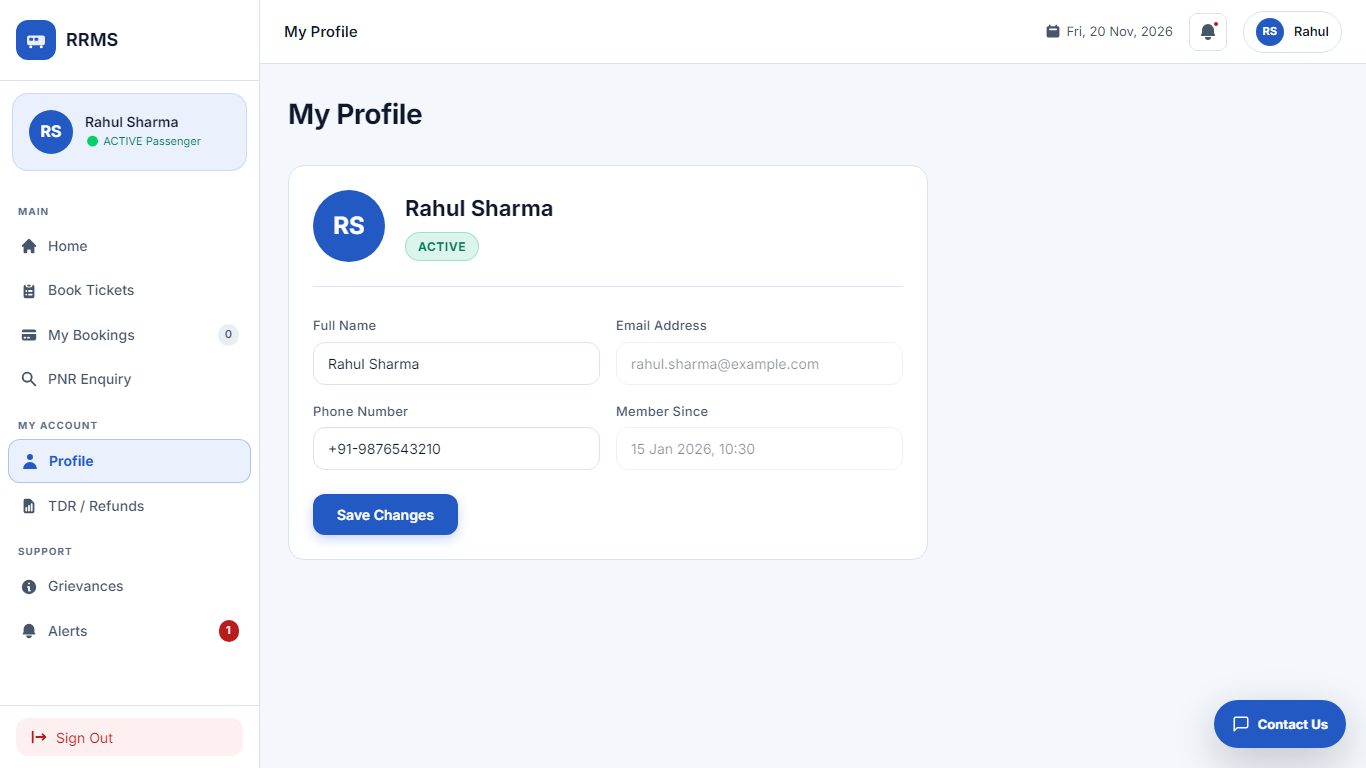 RRMS
My Profile
Fri, 20 Nov, 2026
RS
Rahul
RS
Rahul Sharma
ACTIVE Passenger
MAIN
Home
Book Tickets
My Bookings
0
PNR Enquiry
MY ACCOUNT
Profile
TDR / Refunds
SUPPORT
Grievances
Alerts
1
Sign Out
My Profile
RS
Rahul Sharma
ACTIVE
Full Name
Email Address
Rahul Sharma
rahul.sharma@example.com
Phone Number
Member Since
+91-9876543210
15 Jan 2026, 10:30
Save Changes
Contact Us